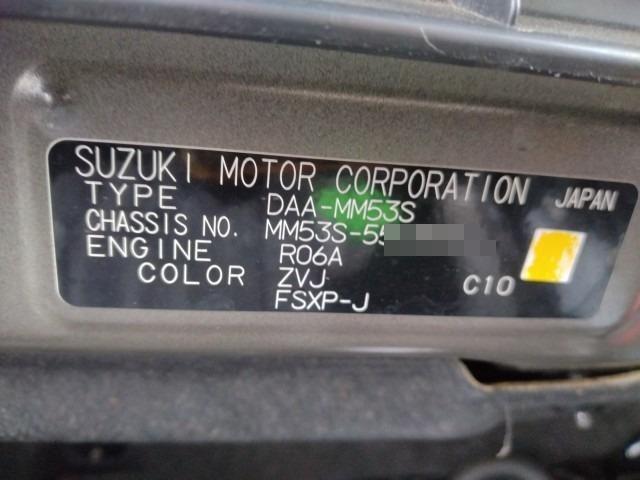 SUZUKI MOTOR CORPORATION JAPAN
TYPE DAA-MM53S
CHASSIS NO. MM53S-55
ENGINE R06A
COLOR ZVJ C10
FSXP-J